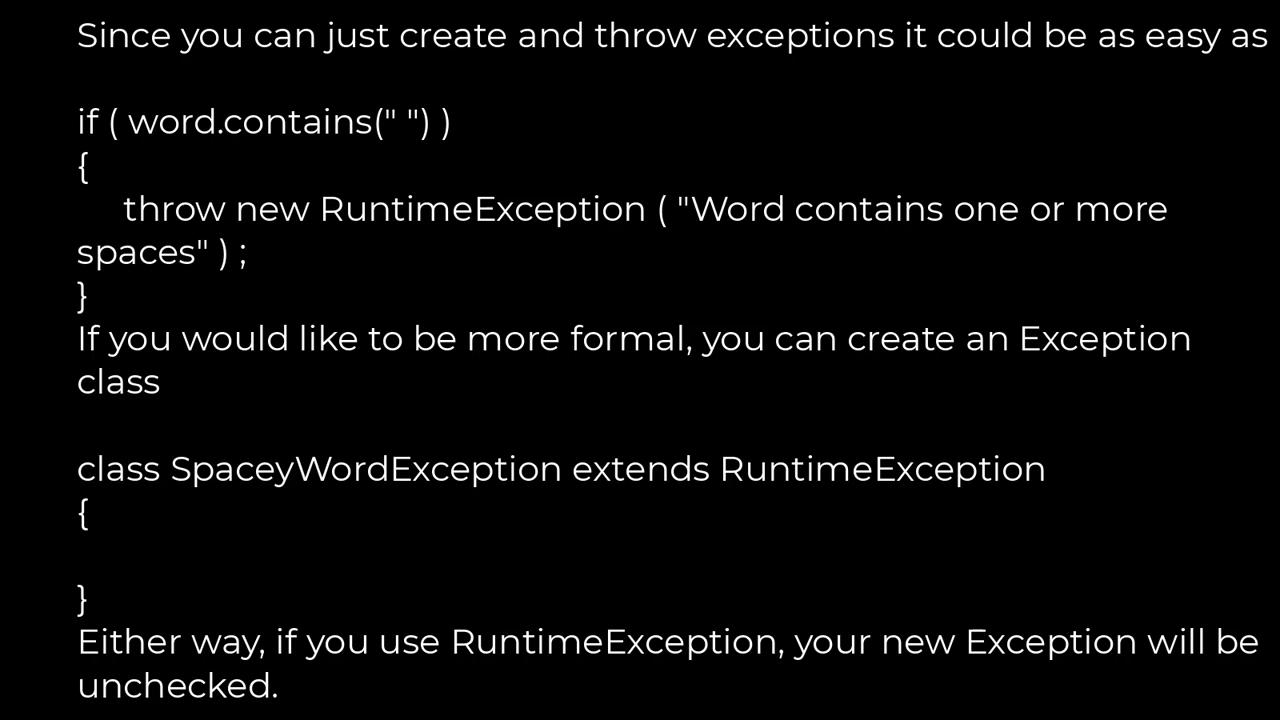 Since you can just create and throw exceptions it could be as easy as
if ( word.contains(" ") )
{
throw new RuntimeException ( "Word contains one or more
spaces" ) ;
}
If you would like to be more formal, you can create an Exception
class
class SpaceyWordException extends RuntimeException
{
}
Either way, if you use RuntimeException, your new Exception will be
unchecked.